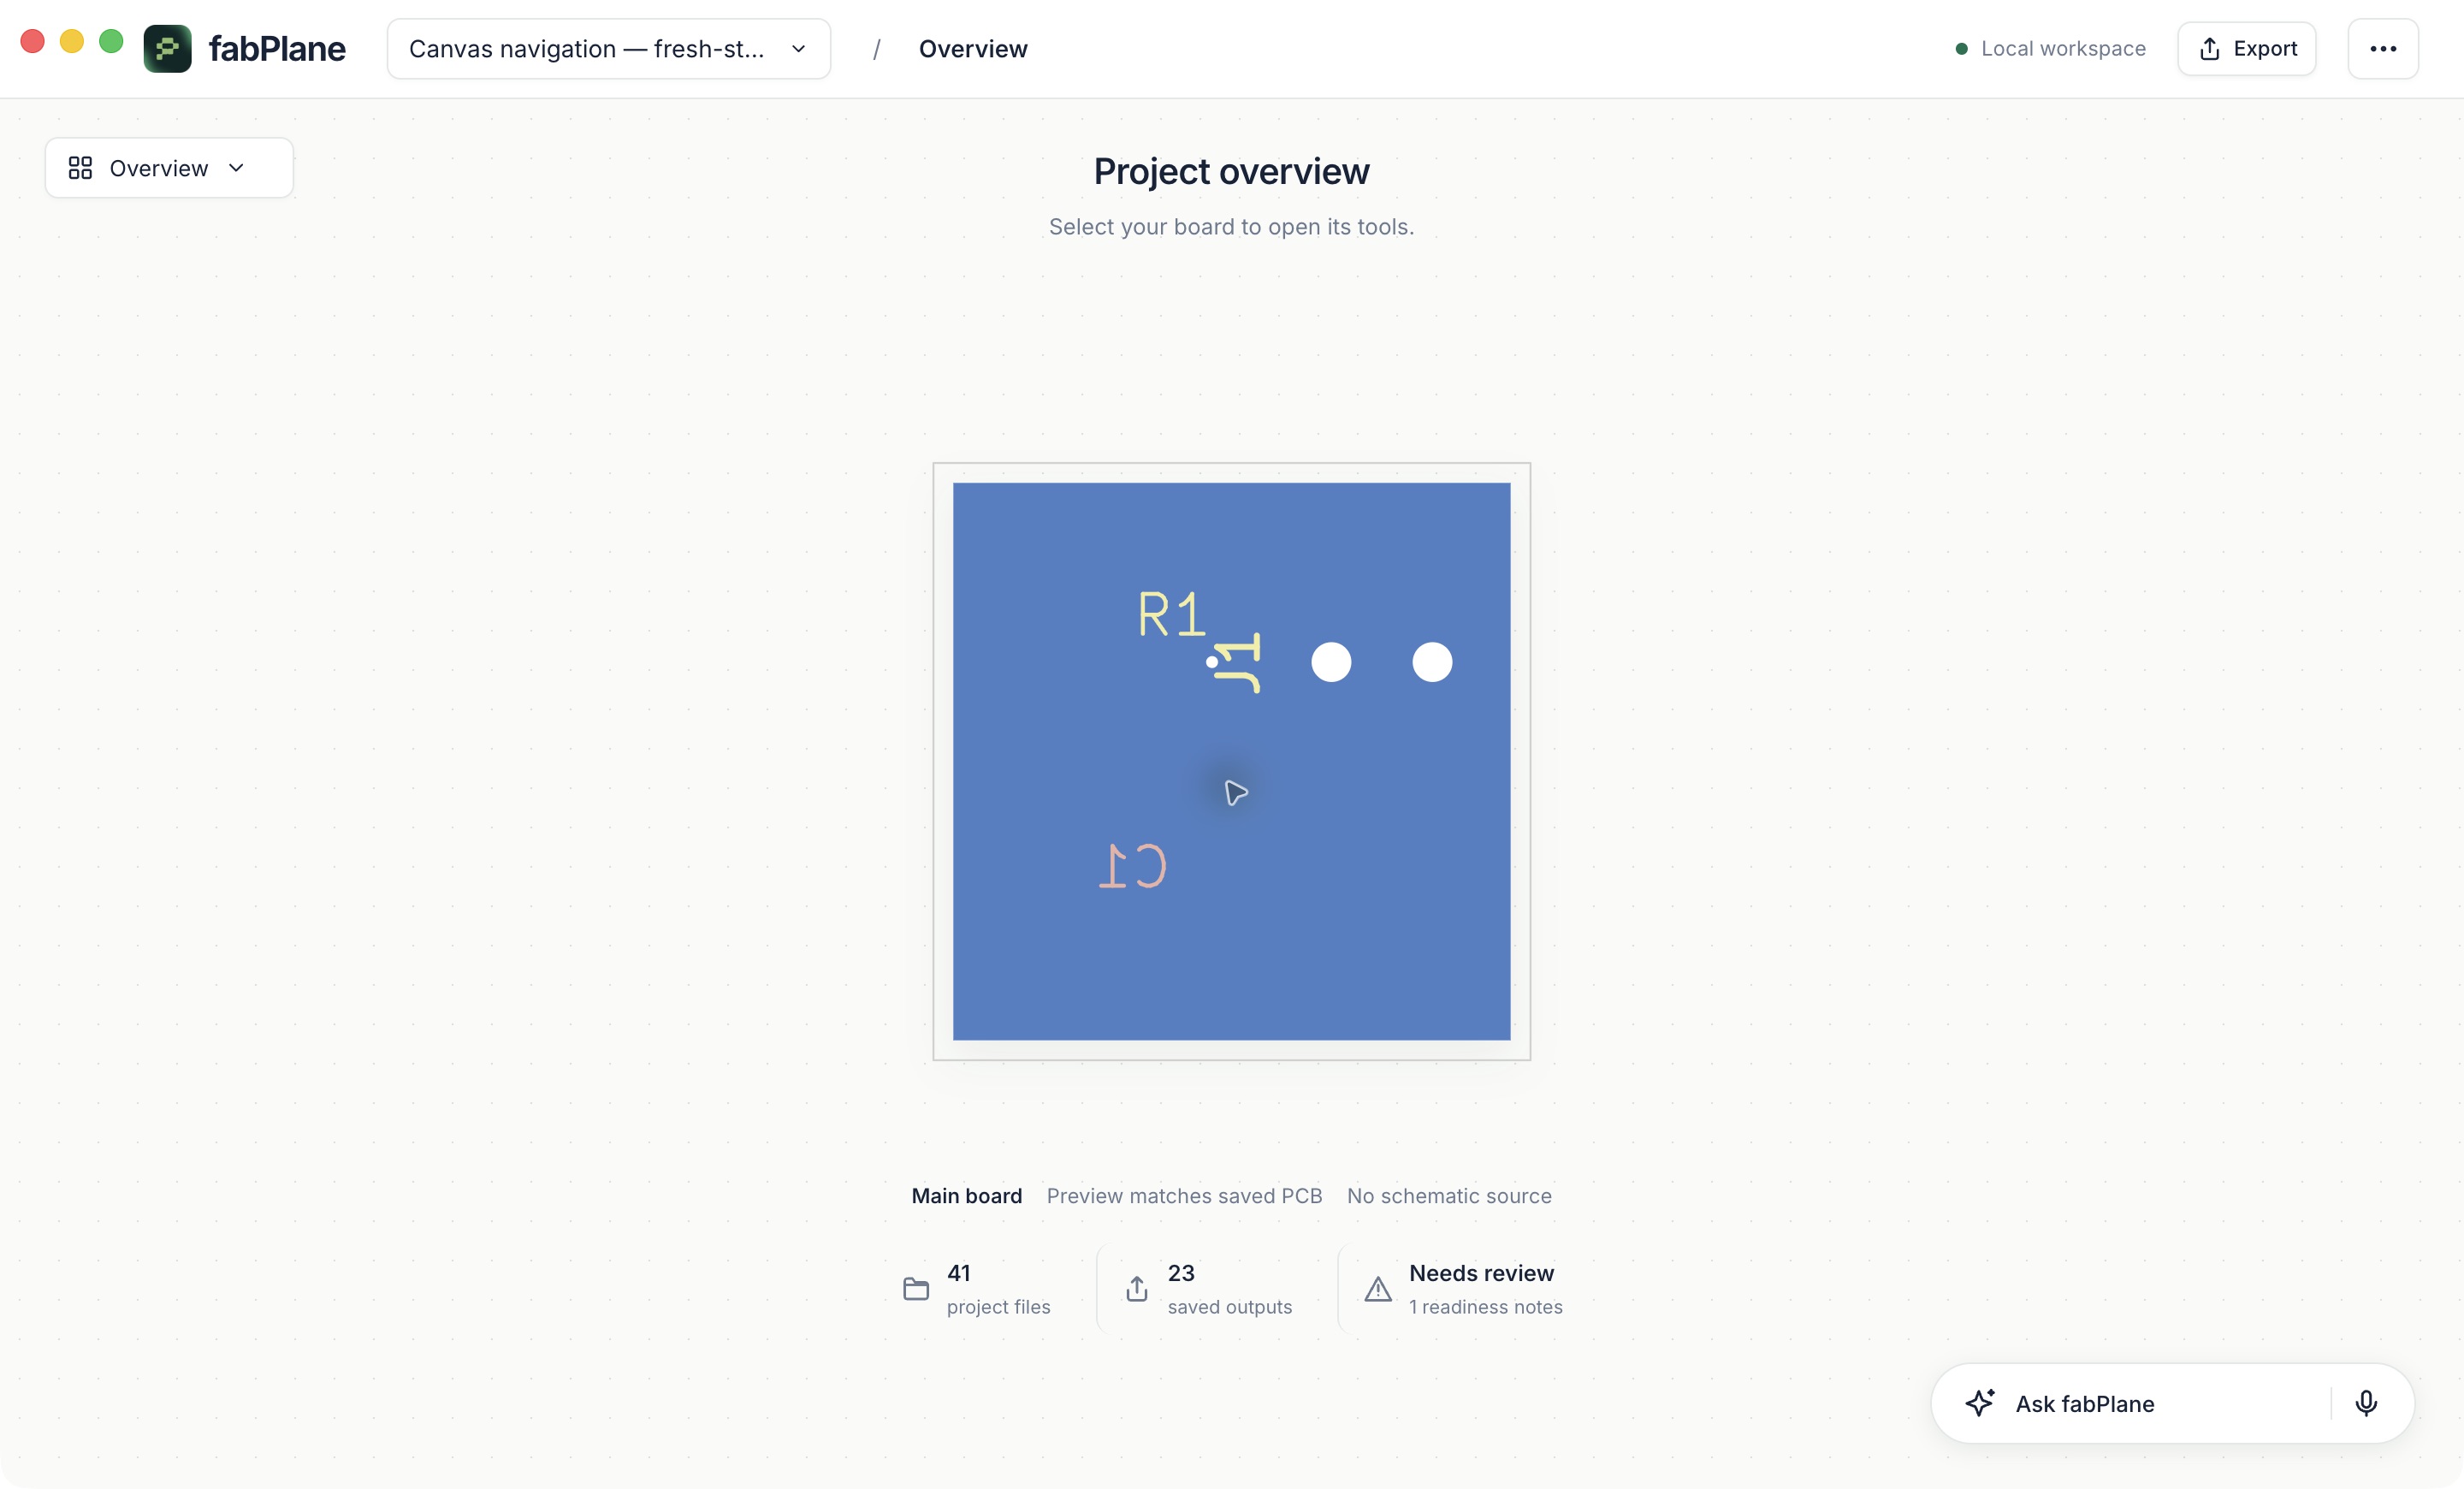 fabPlane
Canvas navigation — fresh-st...
/
Overview
Local workspace
Export
Overview
Project overview
Select your board to open its tools.
R1
J1
C1
Main board
Preview matches saved PCB
No schematic source
41
project files
23
saved outputs
Needs review
1 readiness notes
Ask fabPlane